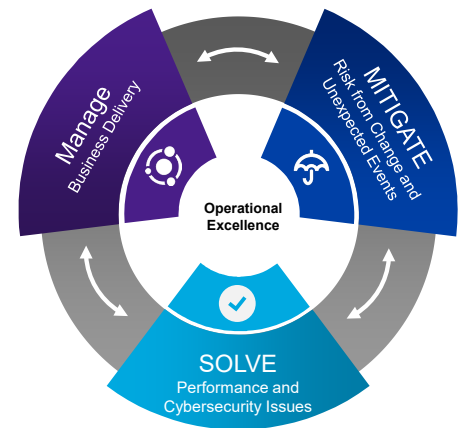 Manage
Business Delivery
MITIGATE
Risk from Change and
Unexpected Events
Operational
Excellence
SOLVE
Performance and
Cybersecurity Issues